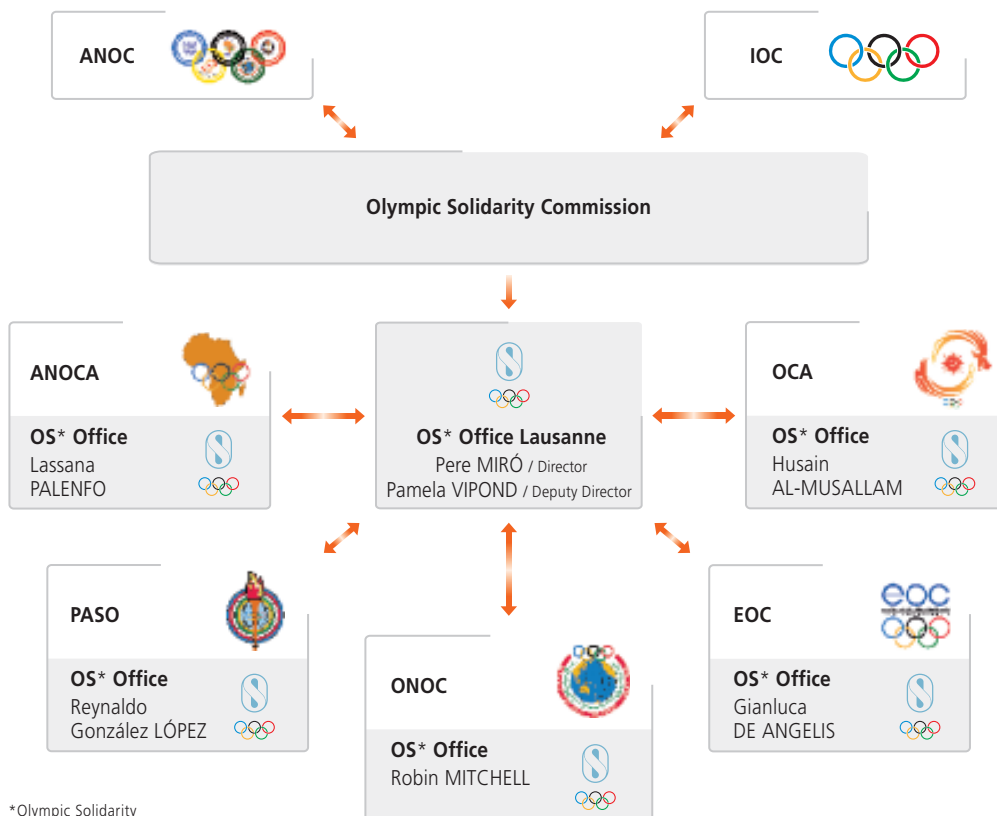 ANOC
IOC
Olympic Solidarity Commission
ANOCA
OS* Office
Lassana
PALENFO
OS* Office Lausanne
Pere MIRÓ / Director
Pamela VIPOND / Deputy Director
OCA
OS* Office
Husain
AL-MUSALLAM
PASO
OS* Office
Reynaldo
González LÓPEZ
ONOC
OS* Office
Robin MITCHELL
EOC
eoc
OS* Office
Gianluca
DE ANGELIS
*Olympic Solidarity